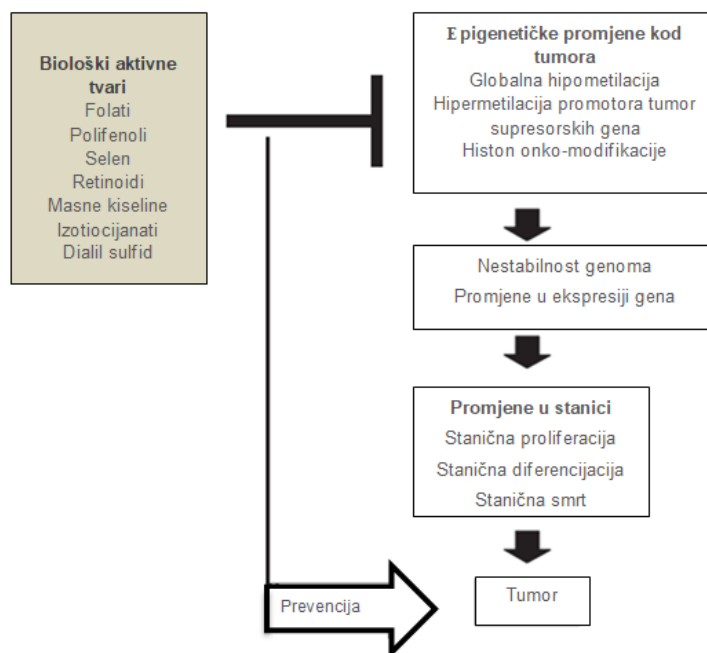 Biološki aktivne
tvari
Folati
Polifenoli
Selen
Retinoidi
Masne kiseline
Izotiocijanati
Dialil sulfid
Epigenetičke promjene kod
tumora
Globalna hipometilacija
Hipermetilacija promotora tumor
supresorskih gena
Histon onko-modifikacije
Nestabilnost genoma
Promjene u ekspresiji gena
Promjene u stanici
Stanična proliferacija
Stanična diferencijacija
Stanična smrt
Prevencija
Tumor